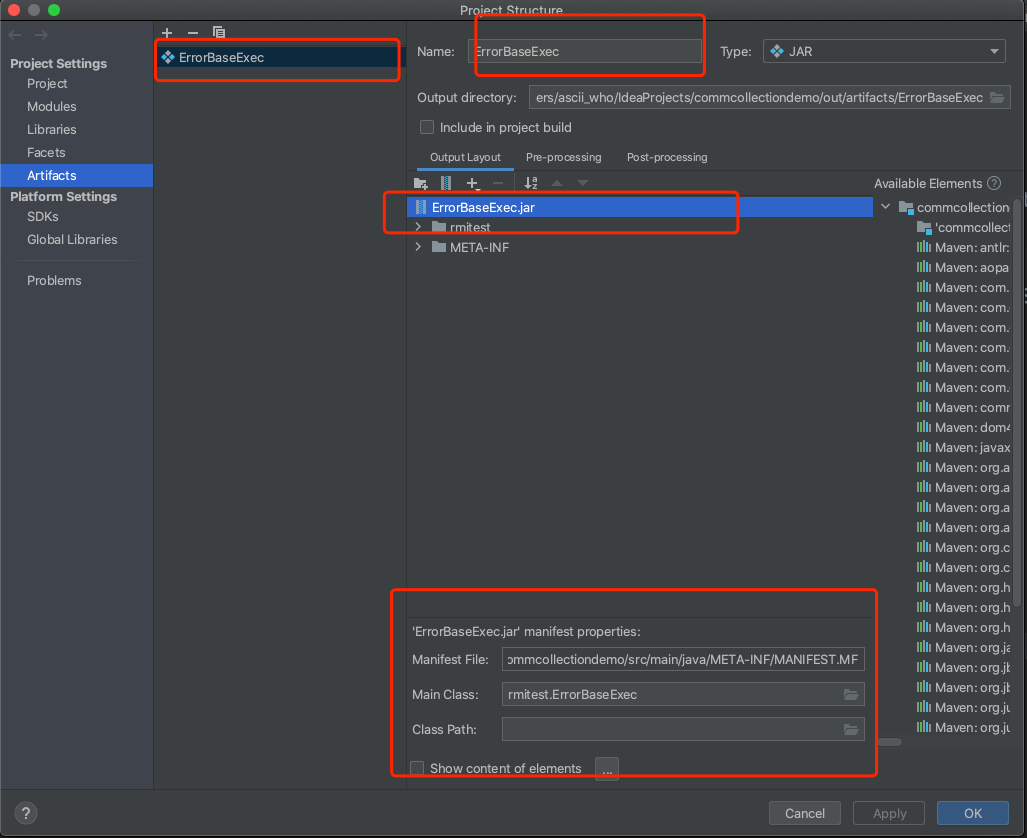 Project Structure
Project Settings
Project
Modules
Libraries
Facets
Artifacts
Platform Settings
SDKs
Global Libraries
Problems
ErrorBaseExec
Name: ErrorBaseExec Type: JAR
Output directory: ers/ascii_who/IdeaProjects/commcollectiondemo/out/artifacts/ErrorBaseExec
Include in project build
Output Layout Pre-processing Post-processing
Available Elements ?
ErrorBaseExec.jar
rmitest
META-INF
commcollection
'commcollect
Maven: antlr:
Maven: aopa
Maven: com.
Maven: com.
Maven: com.
Maven: com.
Maven: com.
Maven: com.
Maven: comm
Maven: dom4
Maven: javax
Maven: org.a
Maven: org.a
Maven: org.a
Maven: org.a
Maven: org.c
Maven: org.c
Maven: org.h
Maven: org.h
Maven: org.h
Maven: org.ja
Maven: org.jb
Maven: org.jb
Maven: org.ju
Maven: org.ju
'ErrorBaseExec.jar' manifest properties:
Manifest File: ommcollectiondemo/src/main/java/META-INF/MANIFEST.MF
Main Class: rmitest.ErrorBaseExec
Class Path:
Show content of elements ...
? Cancel Apply OK